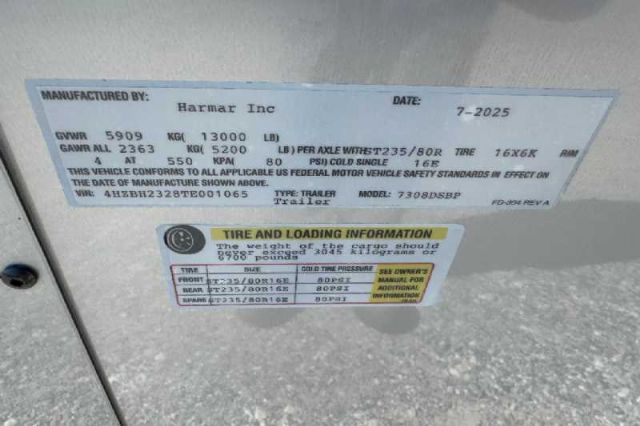 MANUFACTURED BY: Harmar Inc DATE: 7-2025
GVWR 5909 KG( 13000 LB)
GAWR ALL 2363 KG( 5200 LB ) PER AXLE WITH ST235/80R TIRE 16X6K RIM
4 AT 550 KPA( 80 PSI) COLD SINGLE 16E
THIS VEHICLE CONFORMS TO ALL APPLICABLE US FEDERAL MOTOR VEHICLE SAFETY STANDARDS IN EFFECT ON
THE DATE OF MANUFACTURE SHOWN ABOVE.
VIN: 4HZBH2328TE001065 TYPE: TRAILER MODEL: 7308DSBP
Trailer FD-304 REV A
TIRE AND LOADING INFORMATION
The weight of the cargo should
never exceed 3045 kilograms or
6700 pounds
TIRE SIZE COLD TIRE PRESSURE SEE OWNER'S
FRONT ST235/80R16E 80PSI MANUAL FOR
REAR ST235/80R16E 80PSI ADDITIONAL
SPARE ST235/80R16E 80PSI INFORMATION